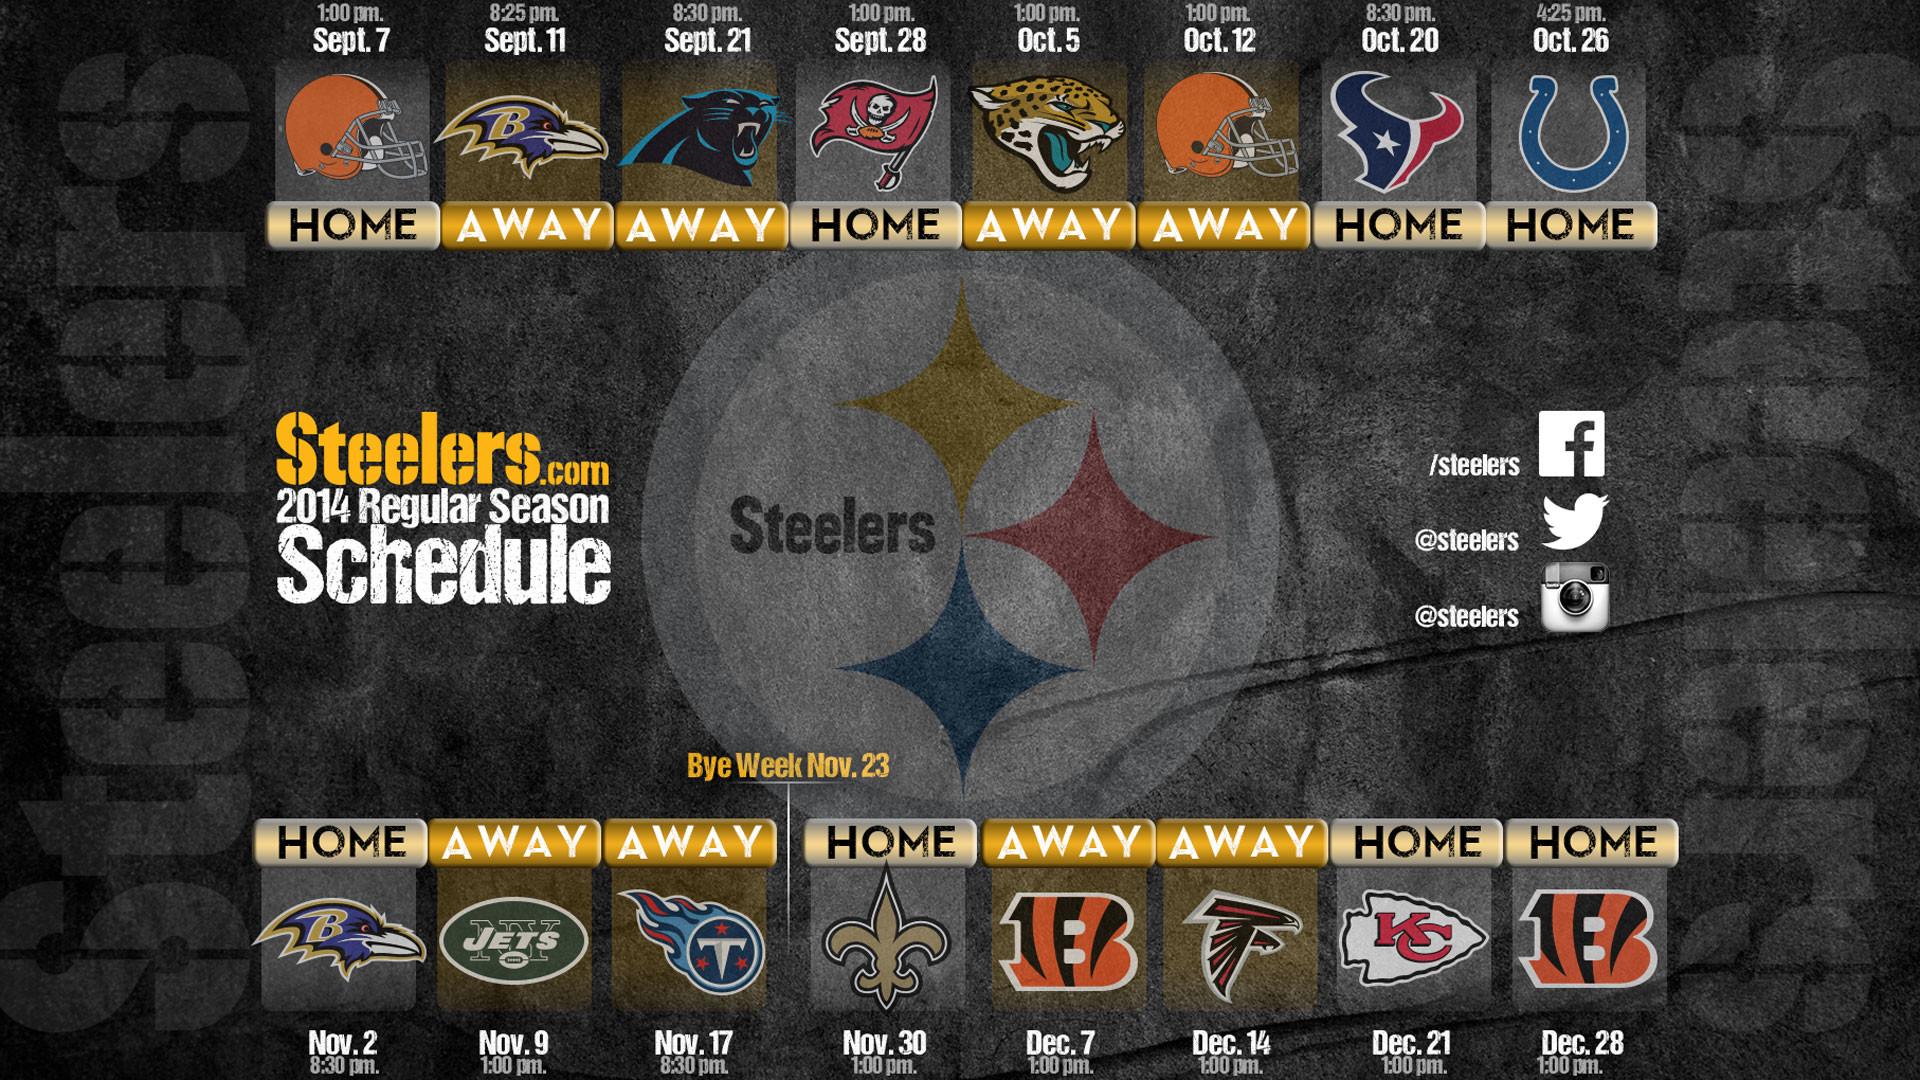 1:00 pm. 8:25 pm. 8:30 pm. 1:00 pm. 1:00 pm. 1:00 pm. 8:30 pm. 4:25 pm.
Sept. 7 Sept. 11 Sept. 21 Sept. 28 Oct. 5 Oct. 12 Oct. 20 Oct. 26
B
HOME AWAY AWAY HOME AWAY AWAY HOME HOME
Steelers
Steelers
Steelers.com
2014 Regular Season
Schedule
Steelers
/steelers
@steelers
@steelers
Bye Week Nov. 23
HOME AWAY AWAY HOME AWAY AWAY HOME HOME
B NY JETS T B KC B
Nov. 2 Nov. 9 Nov. 17 Nov. 30 Dec. 7 Dec. 14 Dec. 21 Dec. 28
8:30 pm. 1:00 pm. 8:30 pm. 1:00 pm. 1:00 pm. 1:00 pm. 1:00 pm. 1:00 pm.